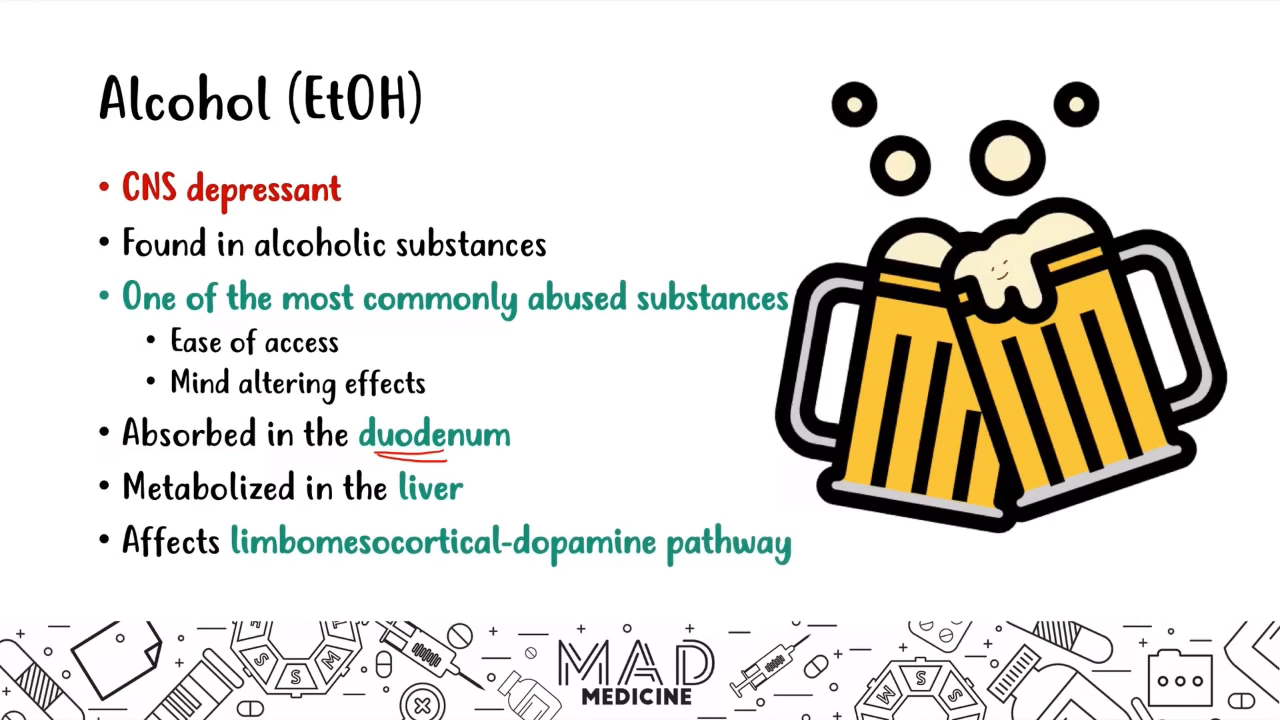 Alcohol (EtOH)
• CNS depressant
• Found in alcoholic substances
• One of the most commonly abused substances
• Ease of access
• Mind altering effects
• Absorbed in the duodenum
• Metabolized in the liver
• Affects limbomesocortical-dopamine pathway
MAD
MEDICINE